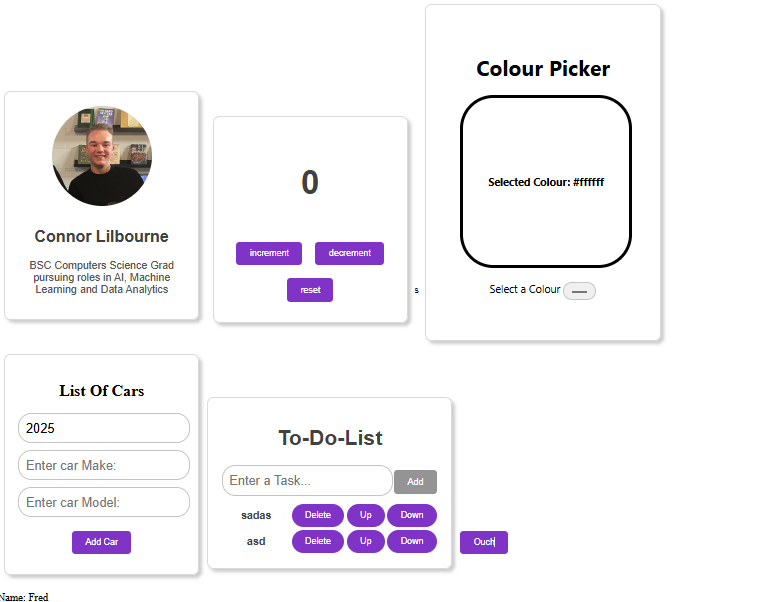 Connor Lilbourne
BSC Computers Science Grad
pursuing roles in AI, Machine
Learning and Data Analytics
0
increment
decrement
reset
s
Colour Picker
Selected Colour: #ffffff
Select a Colour
List Of Cars
2025
Enter car Make:
Enter car Model:
Add Car
To-Do-List
Enter a Task...
Add
sadas
Delete
Up
Down
asd
Delete
Up
Down
Ouch
Name: Fred